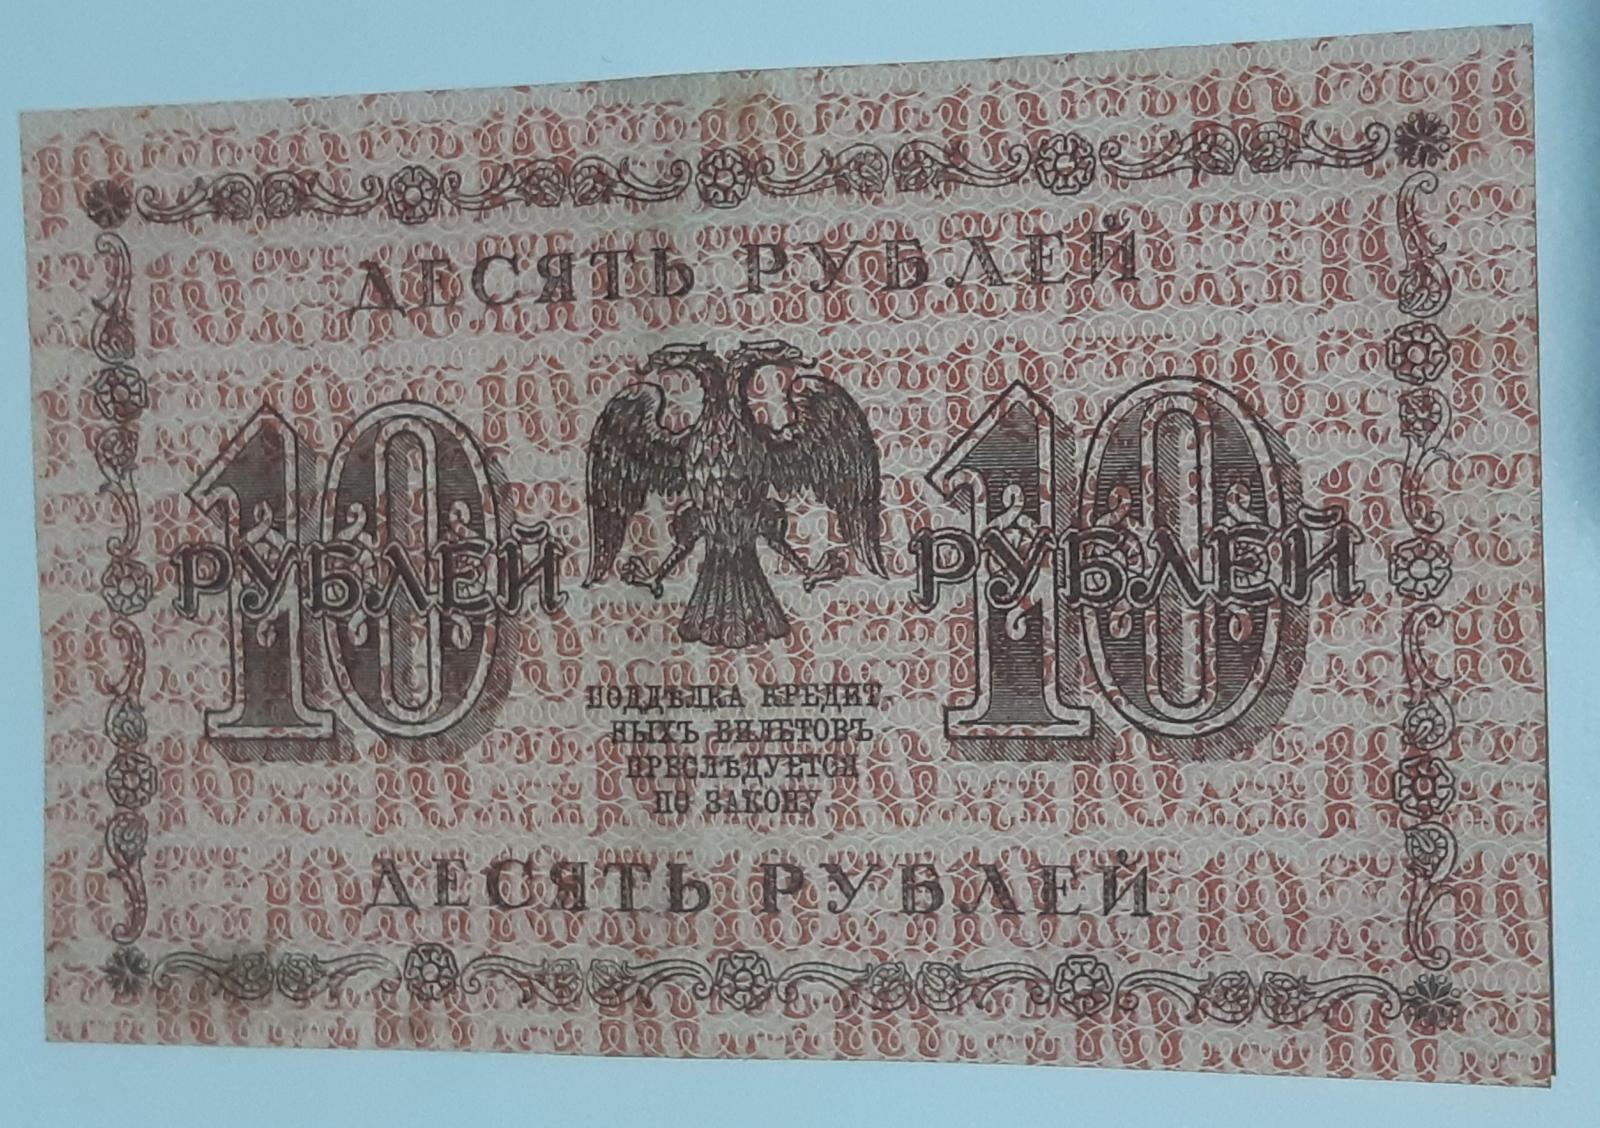 ДЕСЯТЬ РУБЛЕЙ
10 10
РУБЛЕЙ РУБЛЕЙ
ПОДДѢЛКА КРЕДИТ-
НЫХЪ БИЛЕТОВЪ
ПРЕСЛѢДУЕТСЯ
ПО ЗАКОНУ.
ДЕСЯТЬ РУБЛЕЙ